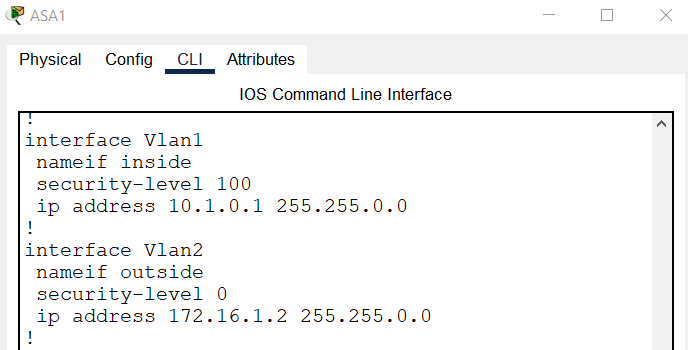 ASA1
Physical Config CLI Attributes
IOS Command Line Interface
!
interface Vlan1
 nameif inside
 security-level 100
 ip address 10.1.0.1 255.255.0.0
!
interface Vlan2
 nameif outside
 security-level 0
 ip address 172.16.1.2 255.255.0.0
!